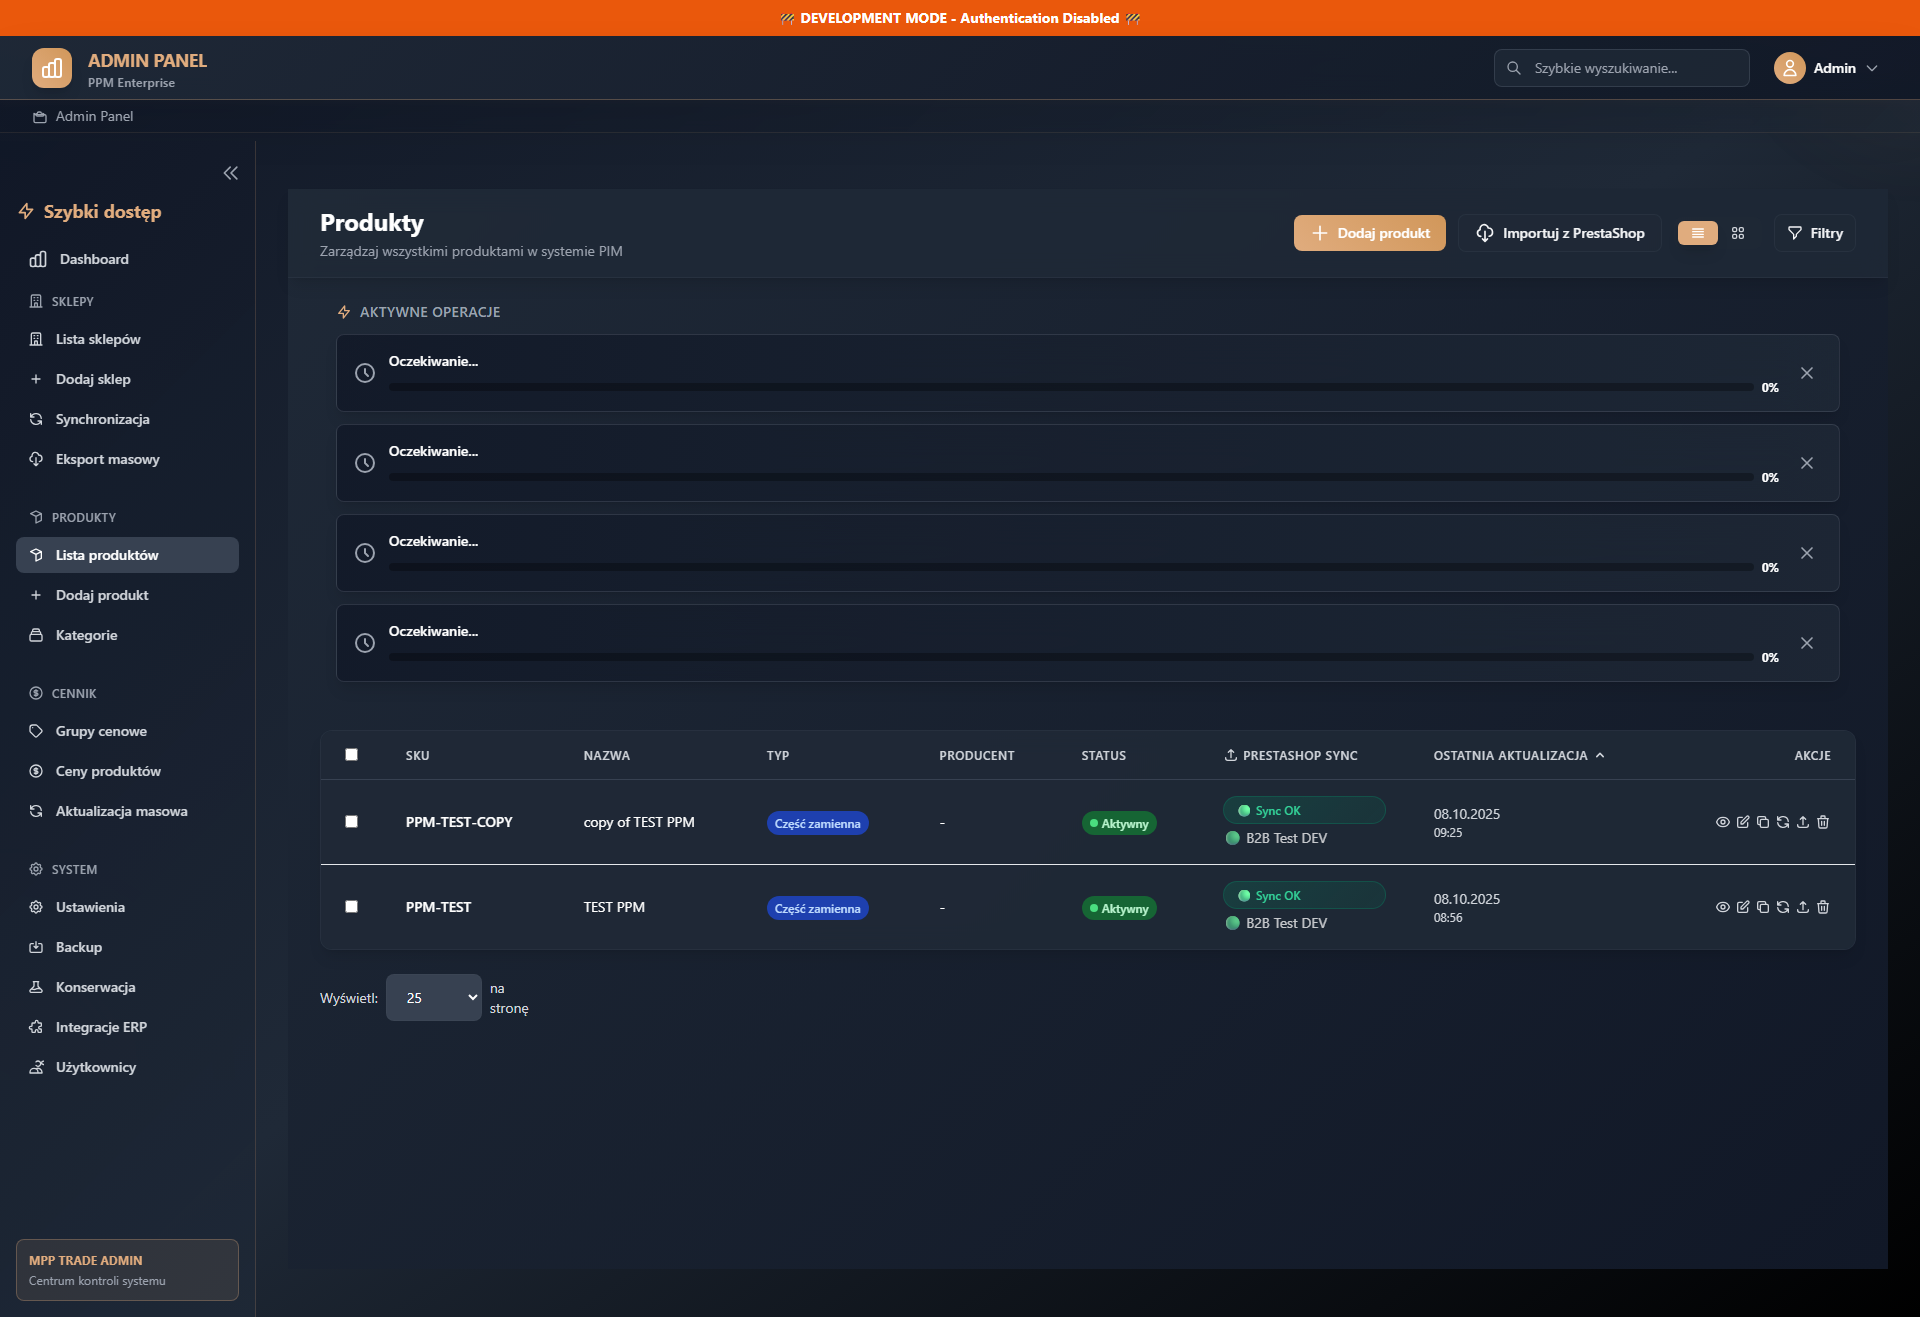 🚧 DEVELOPMENT MODE - Authentication Disabled 🚧
ADMIN PANEL
PPM Enterprise
Szybkie wyszukiwanie...
Admin
Admin Panel
Szybki dostęp
Dashboard
SKLEPY
Lista sklepów
Dodaj sklep
Synchronizacja
Eksport masowy
PRODUKTY
Lista produktów
Dodaj produkt
Kategorie
CENNIK
Grupy cenowe
Ceny produktów
Aktualizacja masowa
SYSTEM
Ustawienia
Backup
Konserwacja
Integracje ERP
Użytkownicy
MPP TRADE ADMIN
Centrum kontroli systemu
Produkty
Zarządzaj wszystkimi produktami w systemie PIM
Dodaj produkt
Importuj z PrestaShop
Filtry
AKTYWNE OPERACJE
Oczekiwanie...
0%
Oczekiwanie...
0%
Oczekiwanie...
0%
Oczekiwanie...
0%
SKU NAZWA TYP PRODUCENT STATUS PRESTASHOP SYNC OSTATNIA AKTUALIZACJA AKCJE
PPM-TEST-COPY copy of TEST PPM Część zamienna - Aktywny Sync OK 08.10.2025
B2B Test DEV 09:25
PPM-TEST TEST PPM Część zamienna - Aktywny Sync OK 08.10.2025
B2B Test DEV 08:56
Wyświetl: 25 na
stronę